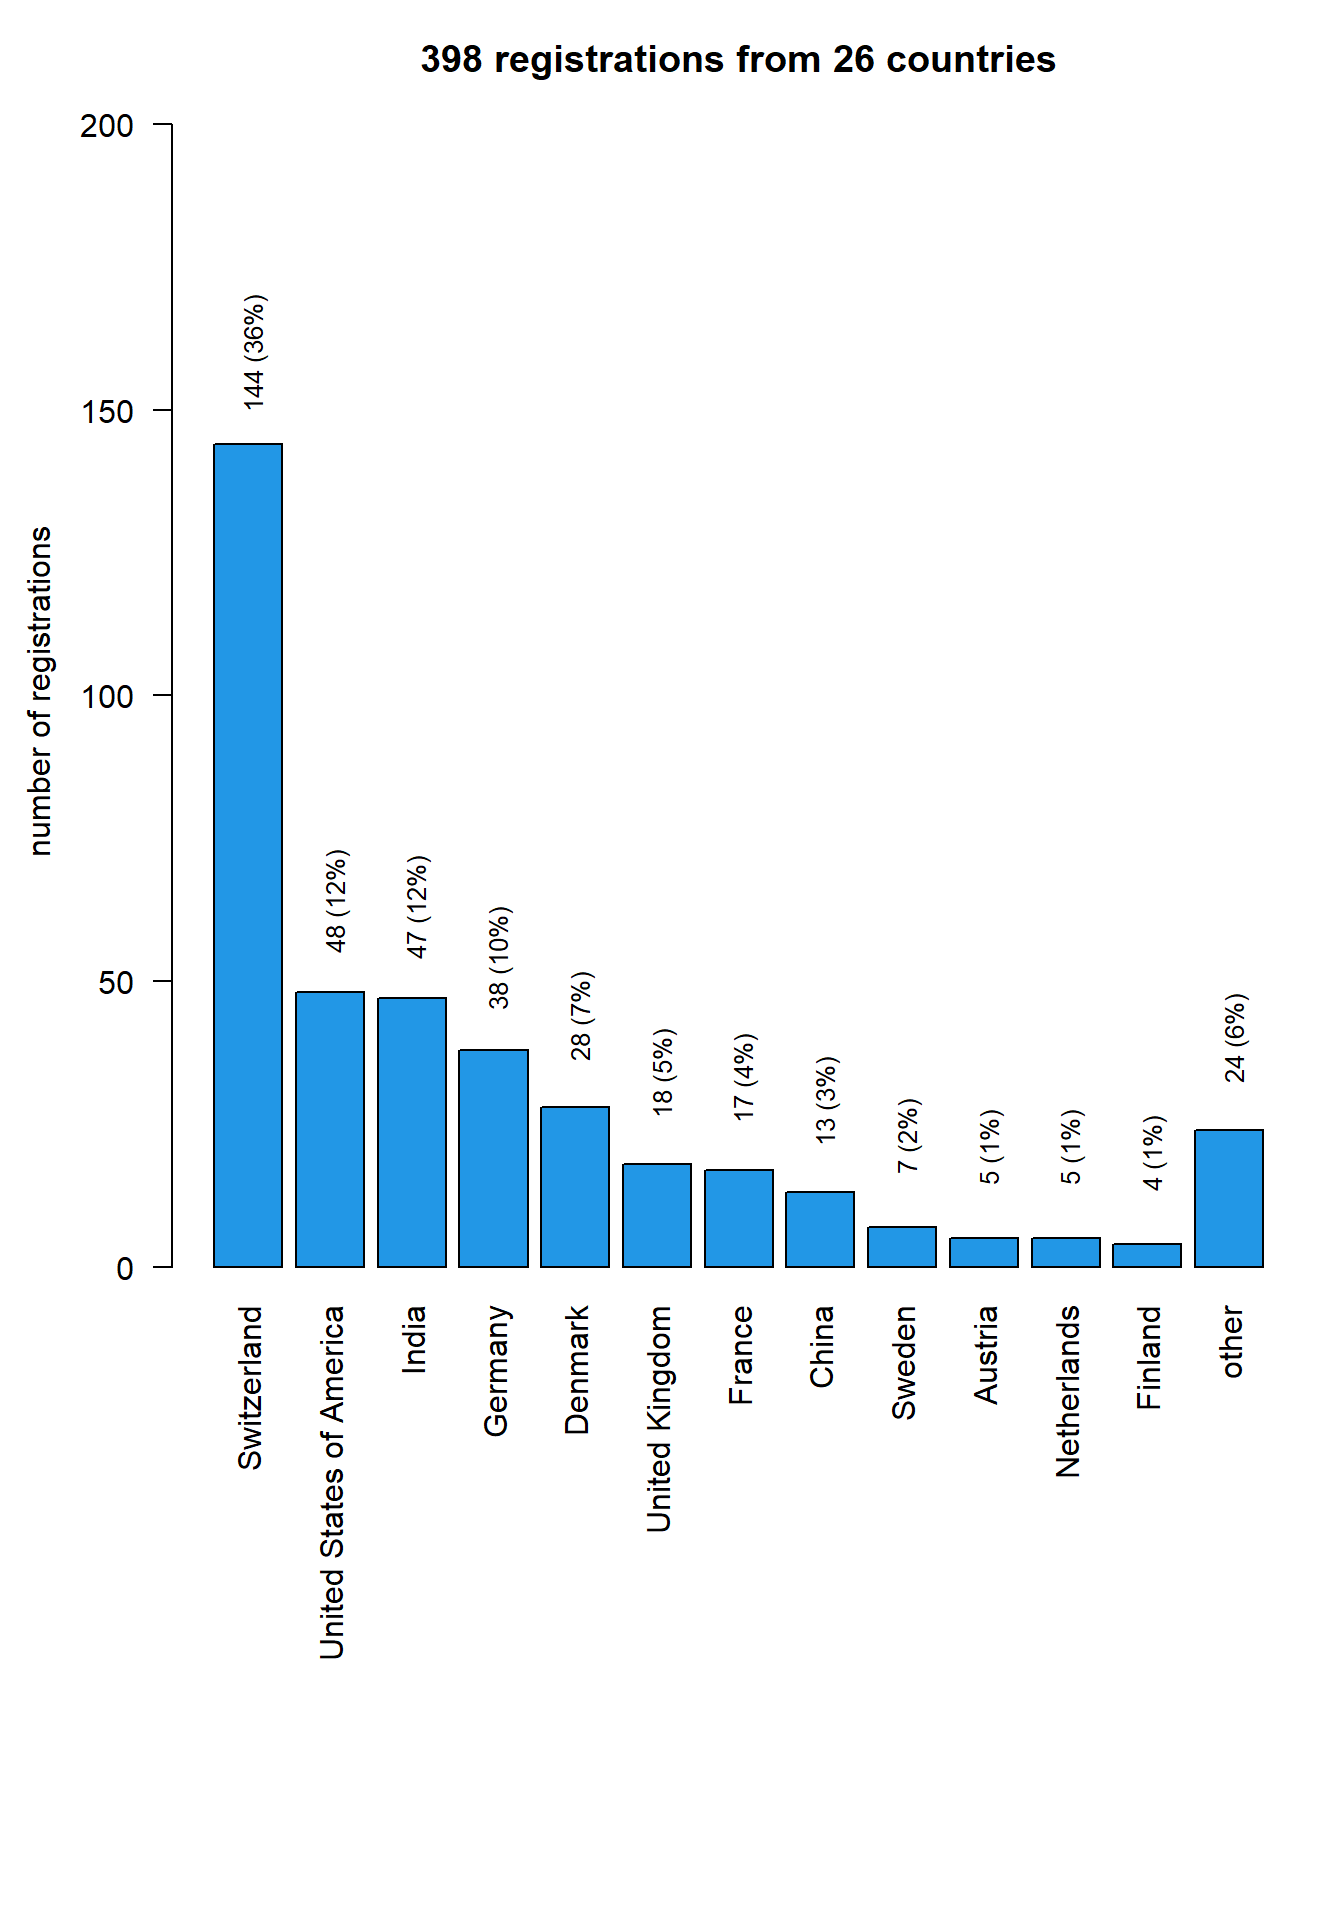 398 registrations from 26 countries
number of registrations
200
150
100
50
0
144 (36%)
48 (12%)
47 (12%)
38 (10%)
28 (7%)
18 (5%)
17 (4%)
13 (3%)
7 (2%)
5 (1%)
5 (1%)
4 (1%)
24 (6%)
Switzerland
United States of America
India
Germany
Denmark
United Kingdom
France
China
Sweden
Austria
Netherlands
Finland
other